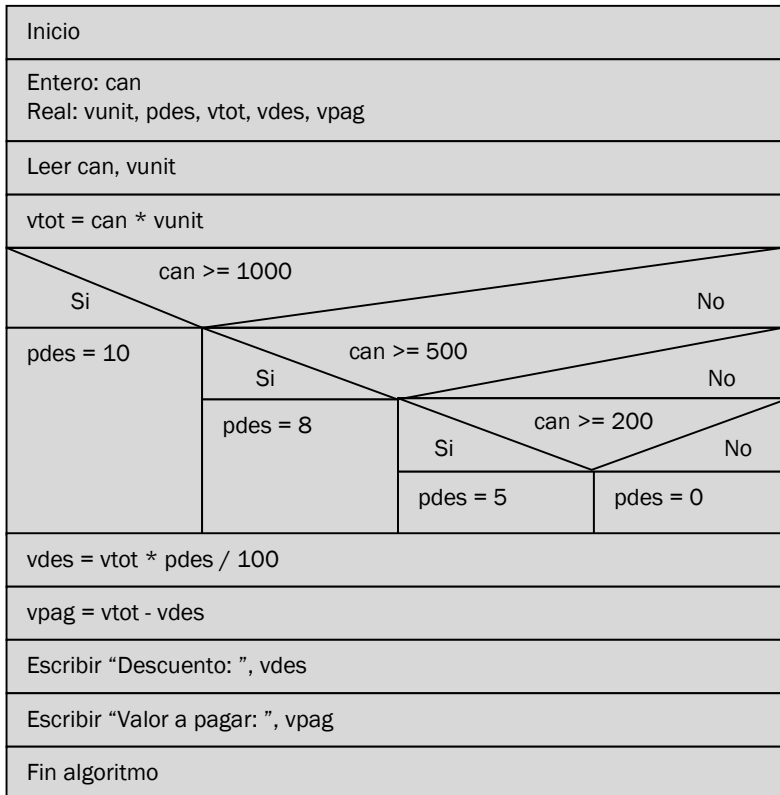 Inicio
Entero: can
Real: vunit, pdes, vtot, vdes, vpag
Leer can, vunit
vtot = can * vunit
can >= 1000
Si
No
pdes = 10
can >= 500
Si
No
pdes = 8
can >= 200
Si
No
pdes = 5
pdes = 0
vdes = vtot * pdes / 100
vpag = vtot - vdes
Escribir “Descuento: ”, vdes
Escribir “Valor a pagar: ”, vpag
Fin algoritmo